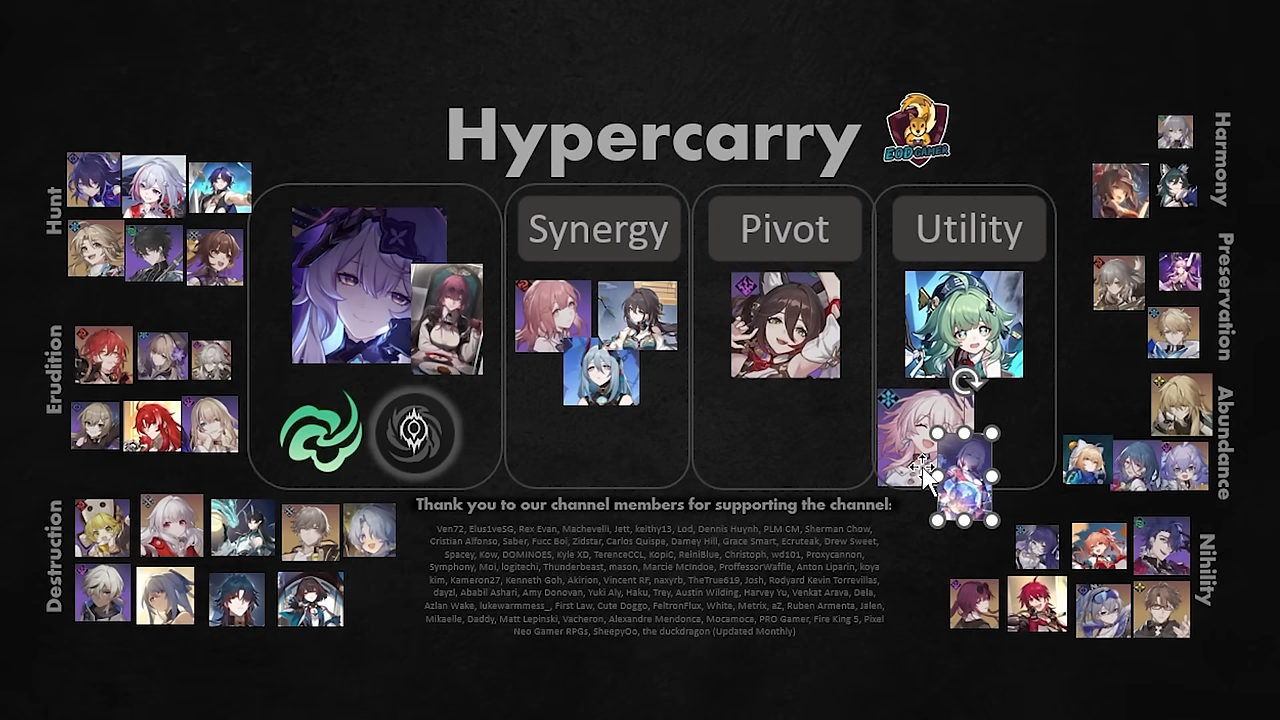 Hypercarry
EOD GAMER
Synergy
Pivot
Utility
Hunt
Erudition
Destruction
Harmony
Preservation
Abundance
Nihility
Thank you to our channel members for supporting the channel:
Ven72, Elus1veSG, Rex Evan, Machevelli, Jett, keithy13, Lod, Dennis Huynh, PLM CM, Sherman Chow,
Cristian Alfonso, Saber, Fucc Boi, Zidstar, Carlos Quispe, Damey Hill, Grace Smart, Ecruteak, Drew Sweet,
Spacey, Kow, DOMINOES, Kyle XD, TerenceCCL, KopiC, ReiniBlue, Christoph, wd101, Proxycannon,
Symphony, Moi, logitechi, Thunderbeast, mason, Marcie McIndoe, ProffessorWaffle, Anton Liparin, koya
kim, Kameron27, Kenneth Goh, Akirion, Vincent RF, naxyrb, TheTrue619, Josh, Rodyard Kevin Torrevillas,
dayzl, Ababil Ashari, Amy Donovan, Yuki Aly, Haku, Trey, Austin Wilding, Harvey Yu, Venkat Arava, Dela,
Azlan Wake, lukewarmmess_, First Law, Cute Doggo, FeltronFlux, White, Metrix, aZ, Ruben Armenta, Jalen,
Mikaelle, Daddy, Matt Lepinski, Vacheron, Alexandre Mendonca, Mocamoca, PRO Gamer, Fire King 5, Pixel
Neo Gamer RPGs, SheepyOo, the duckdragon (Updated Monthly)